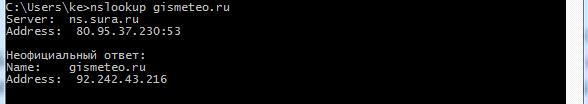 C:\Users\ke>nslookup gismeteo.ru
Server:  ns.sura.ru
Address:  80.95.37.230:53
Неофициальный ответ:
Name:    gismeteo.ru
Address:  92.242.43.216